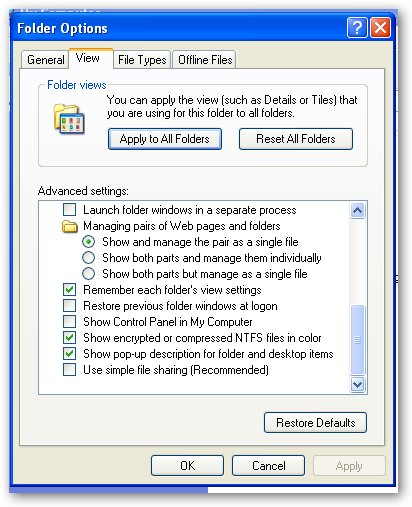 My Computer
Folder Options
General View File Types Offline Files
Folder views
You can apply the view (such as Details or Tiles) that
you are using for this folder to all folders.
Apply to All Folders Reset All Folders
Advanced settings:
Launch folder windows in a separate process
Managing pairs of Web pages and folders
Show and manage the pair as a single file
Show both parts and manage them individually
Show both parts but manage as a single file
Remember each folder's view settings
Restore previous folder windows at logon
Show Control Panel in My Computer
Show encrypted or compressed NTFS files in color
Show pop-up description for folder and desktop items
Use simple file sharing (Recommended)
Restore Defaults
OK Cancel Apply